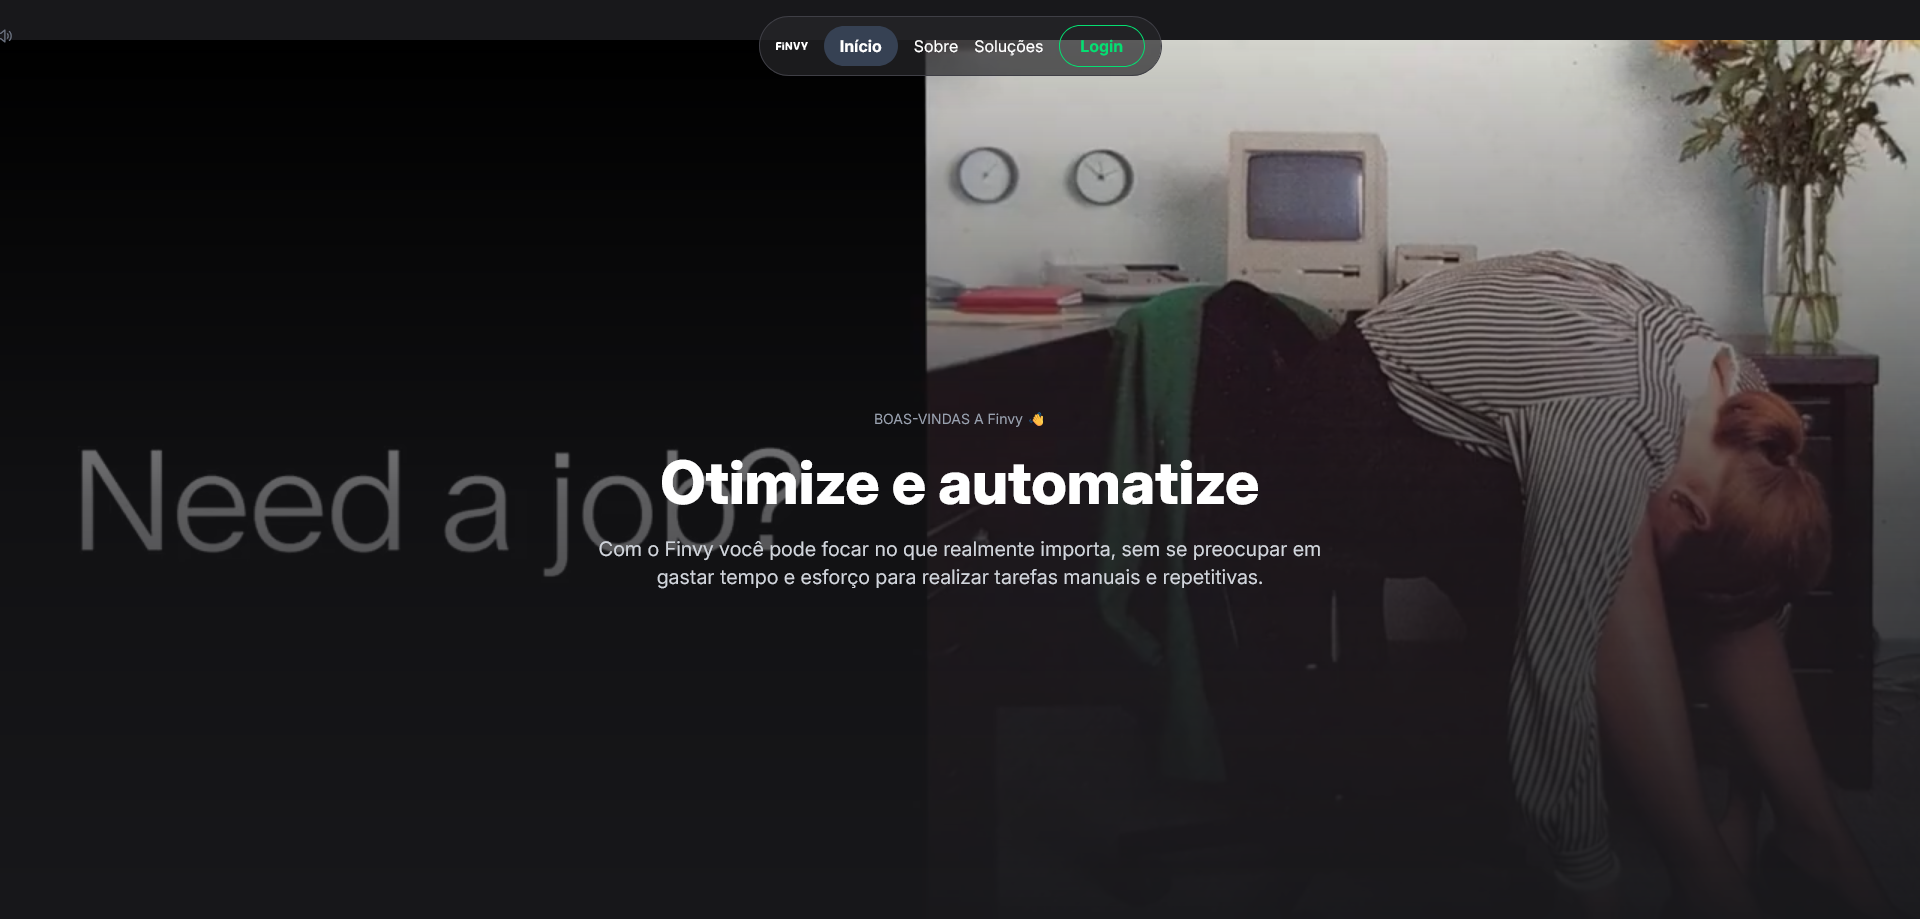 FiNVY Início Sobre Soluções Login
BOAS-VINDAS A Finvy 👋
Need a job?
Otimize e automatize
Com o Finvy você pode focar no que realmente importa, sem se preocupar em
gastar tempo e esforço para realizar tarefas manuais e repetitivas.